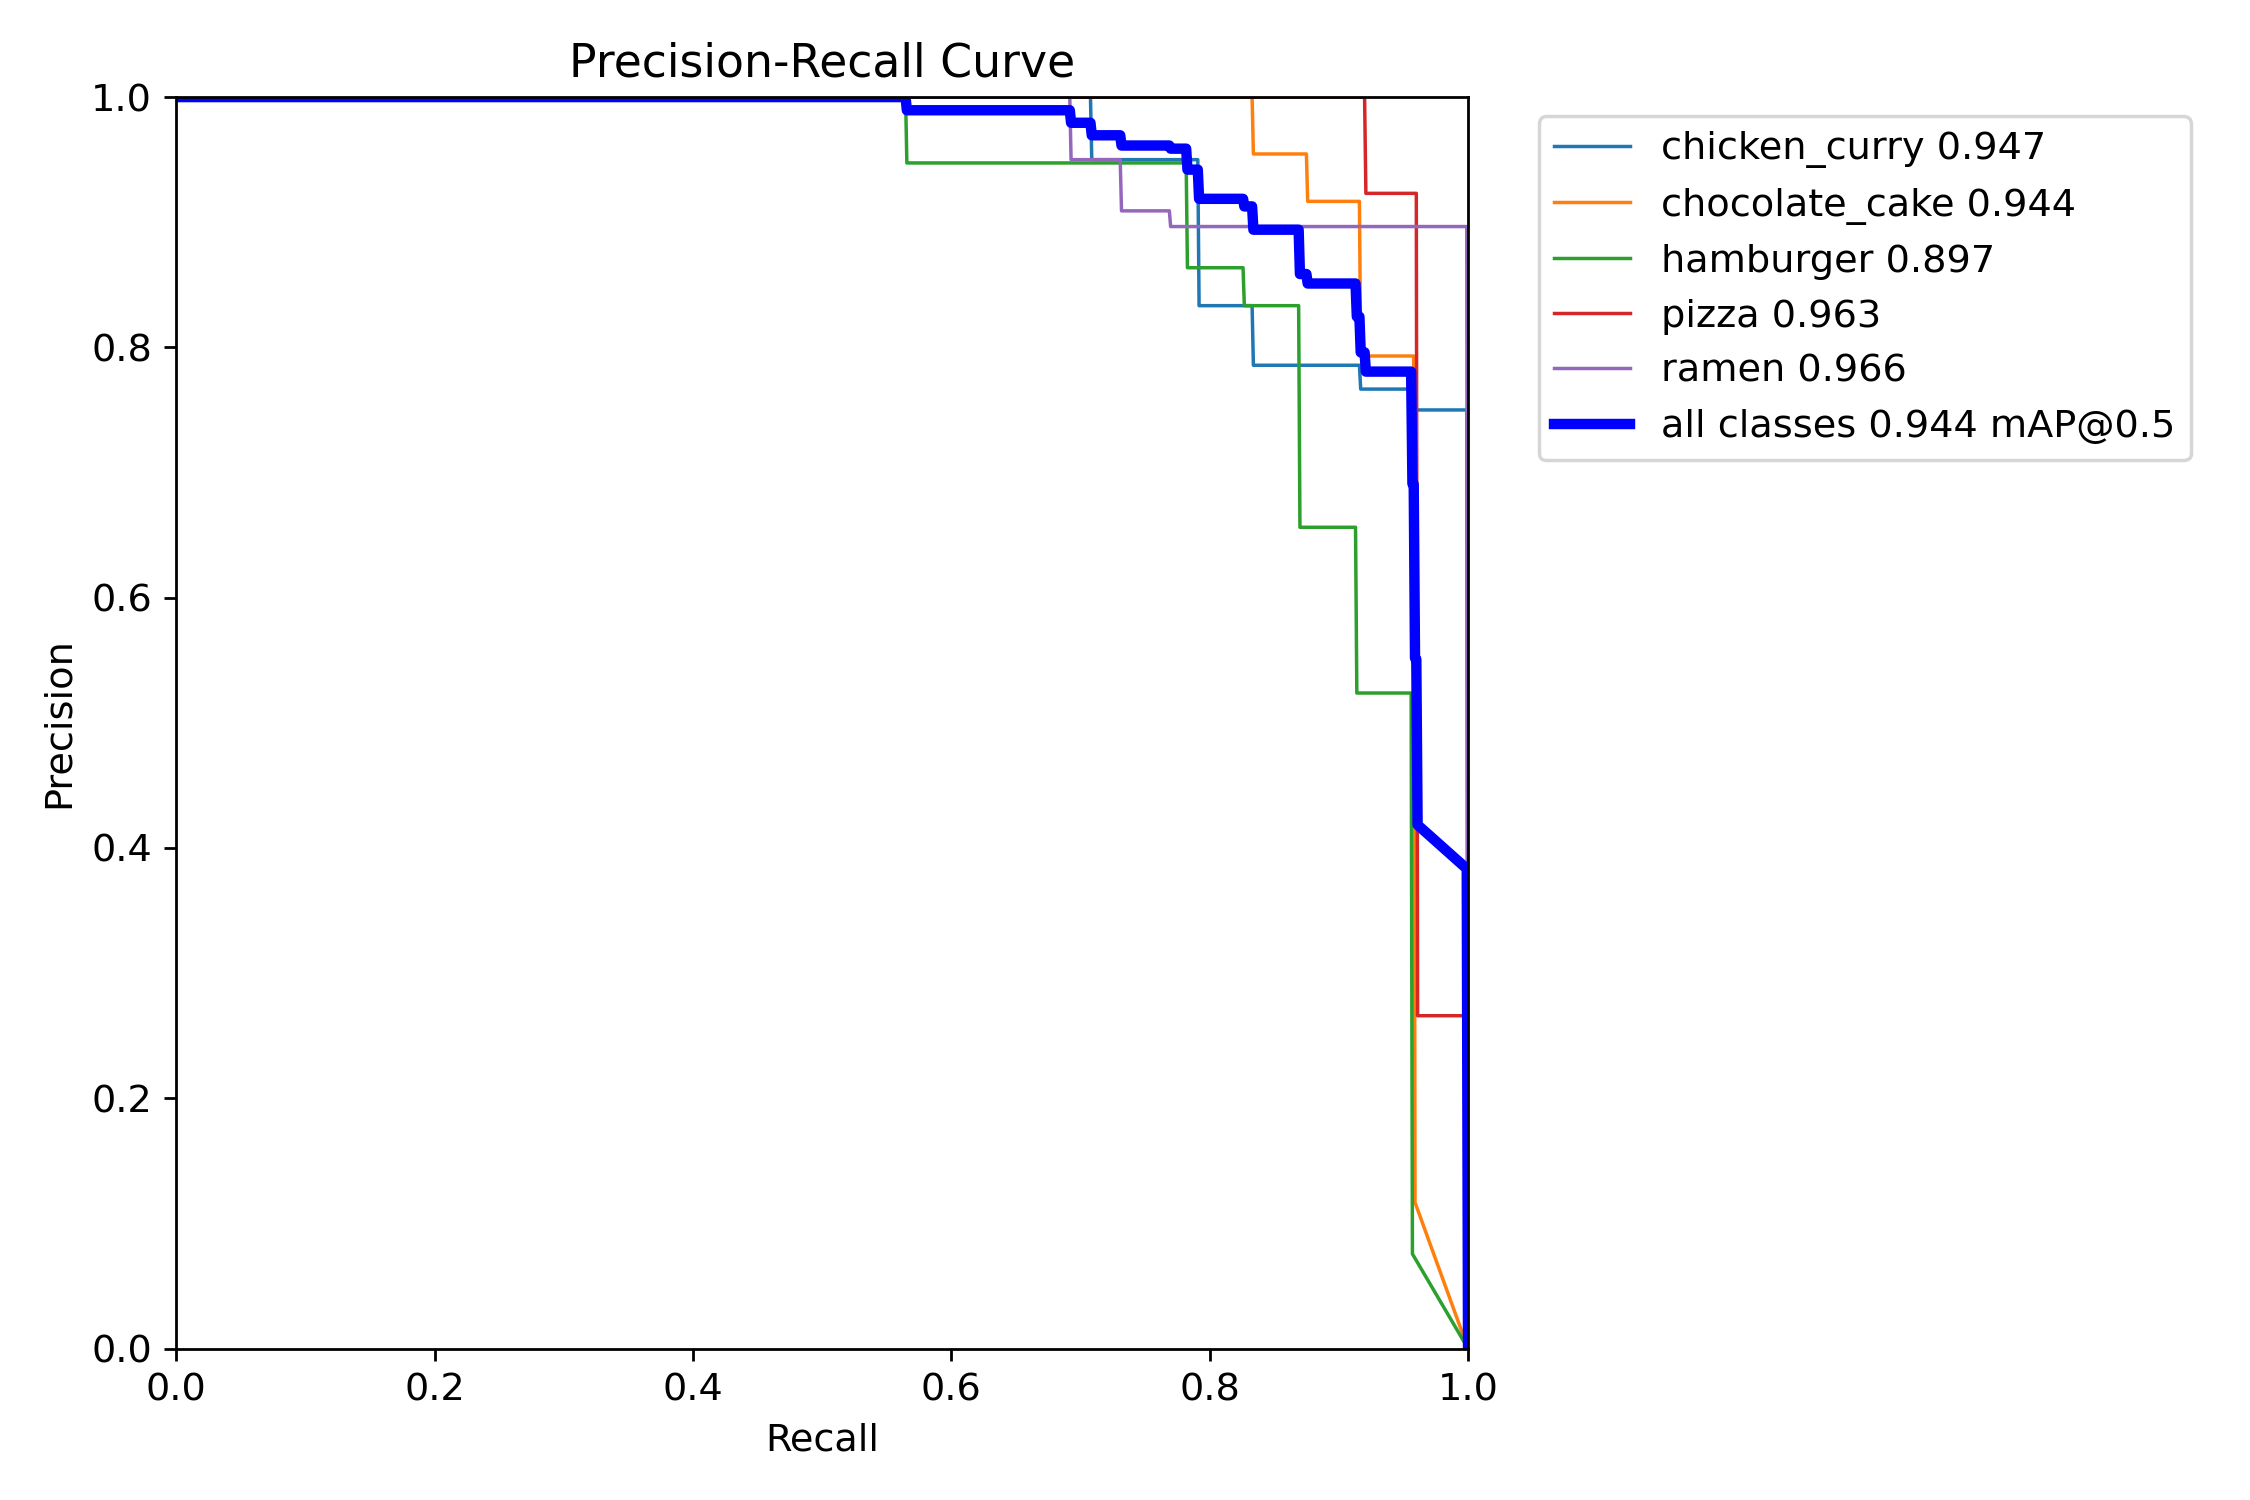 Precision-Recall Curve
1.0
0.8
0.6
0.4
0.2
0.0
Precision
0.0 0.2 0.4 0.6 0.8 1.0
Recall
chicken_curry 0.947
chocolate_cake 0.944
hamburger 0.897
pizza 0.963
ramen 0.966
all classes 0.944 mAP@0.5